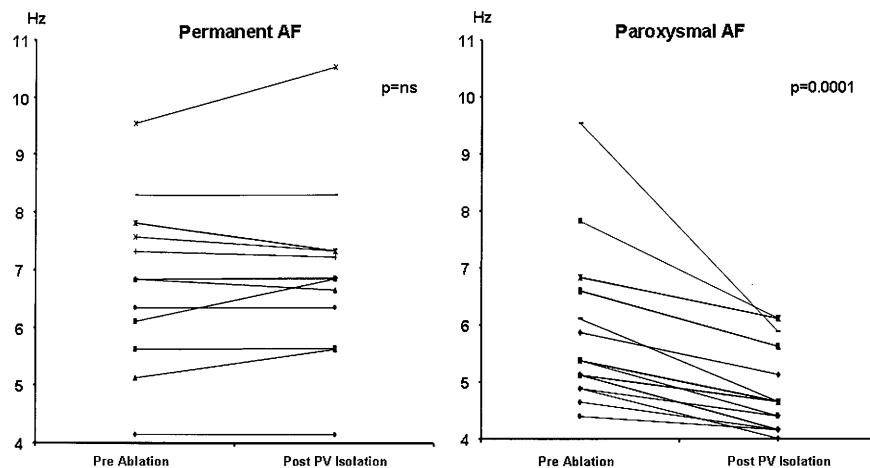 Hz
Permanent AF
p=ns
11
10
9
8
7
6
5
4
Pre Ablation
Post PV Isolation
Hz
Paroxysmal AF
p=0.0001
11
10
9
8
7
6
5
4
Pre Ablation
Post PV Isolation